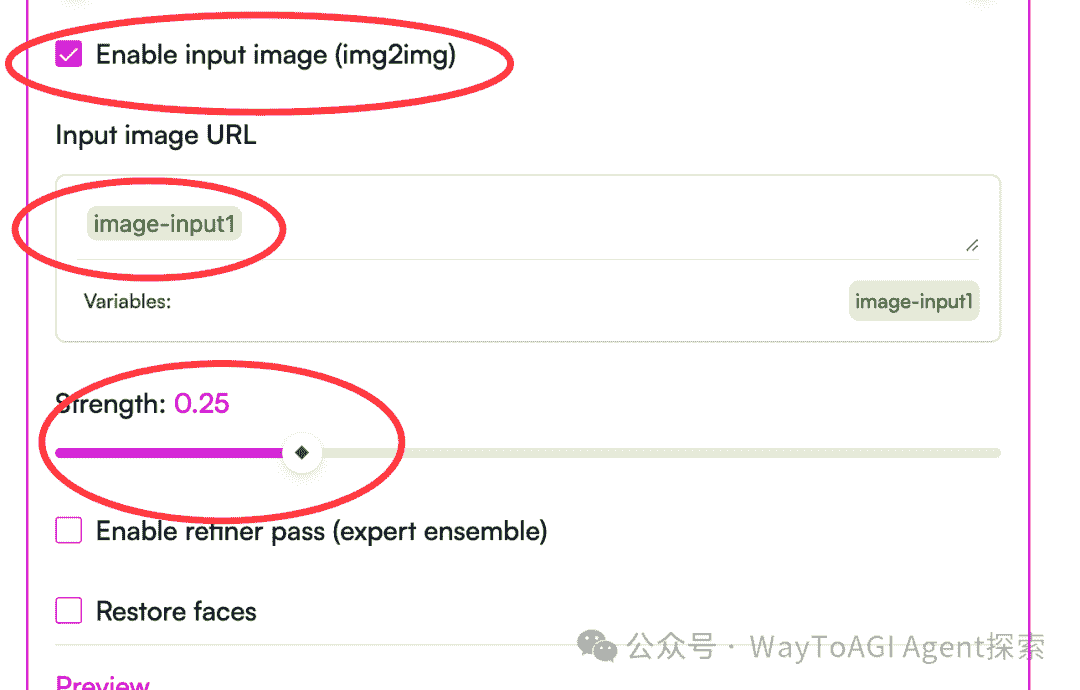 Enable input image (img2img)
Input image URL
image-input1
Variables:
image-input1
Strength: 0.25
Enable refiner pass (expert ensemble)
Restore faces
公众号 · WayToAGI Agent探索
Preview